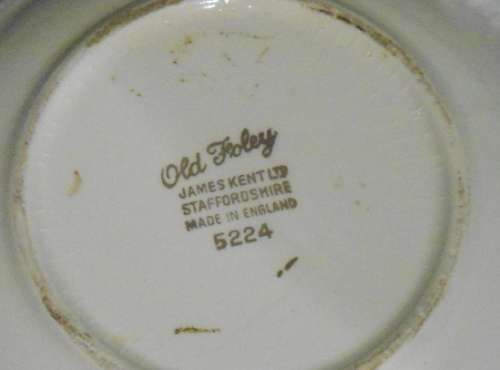 Old Foley
JAMES KENT LTD
STAFFORDSHIRE
MADE IN ENGLAND
5224